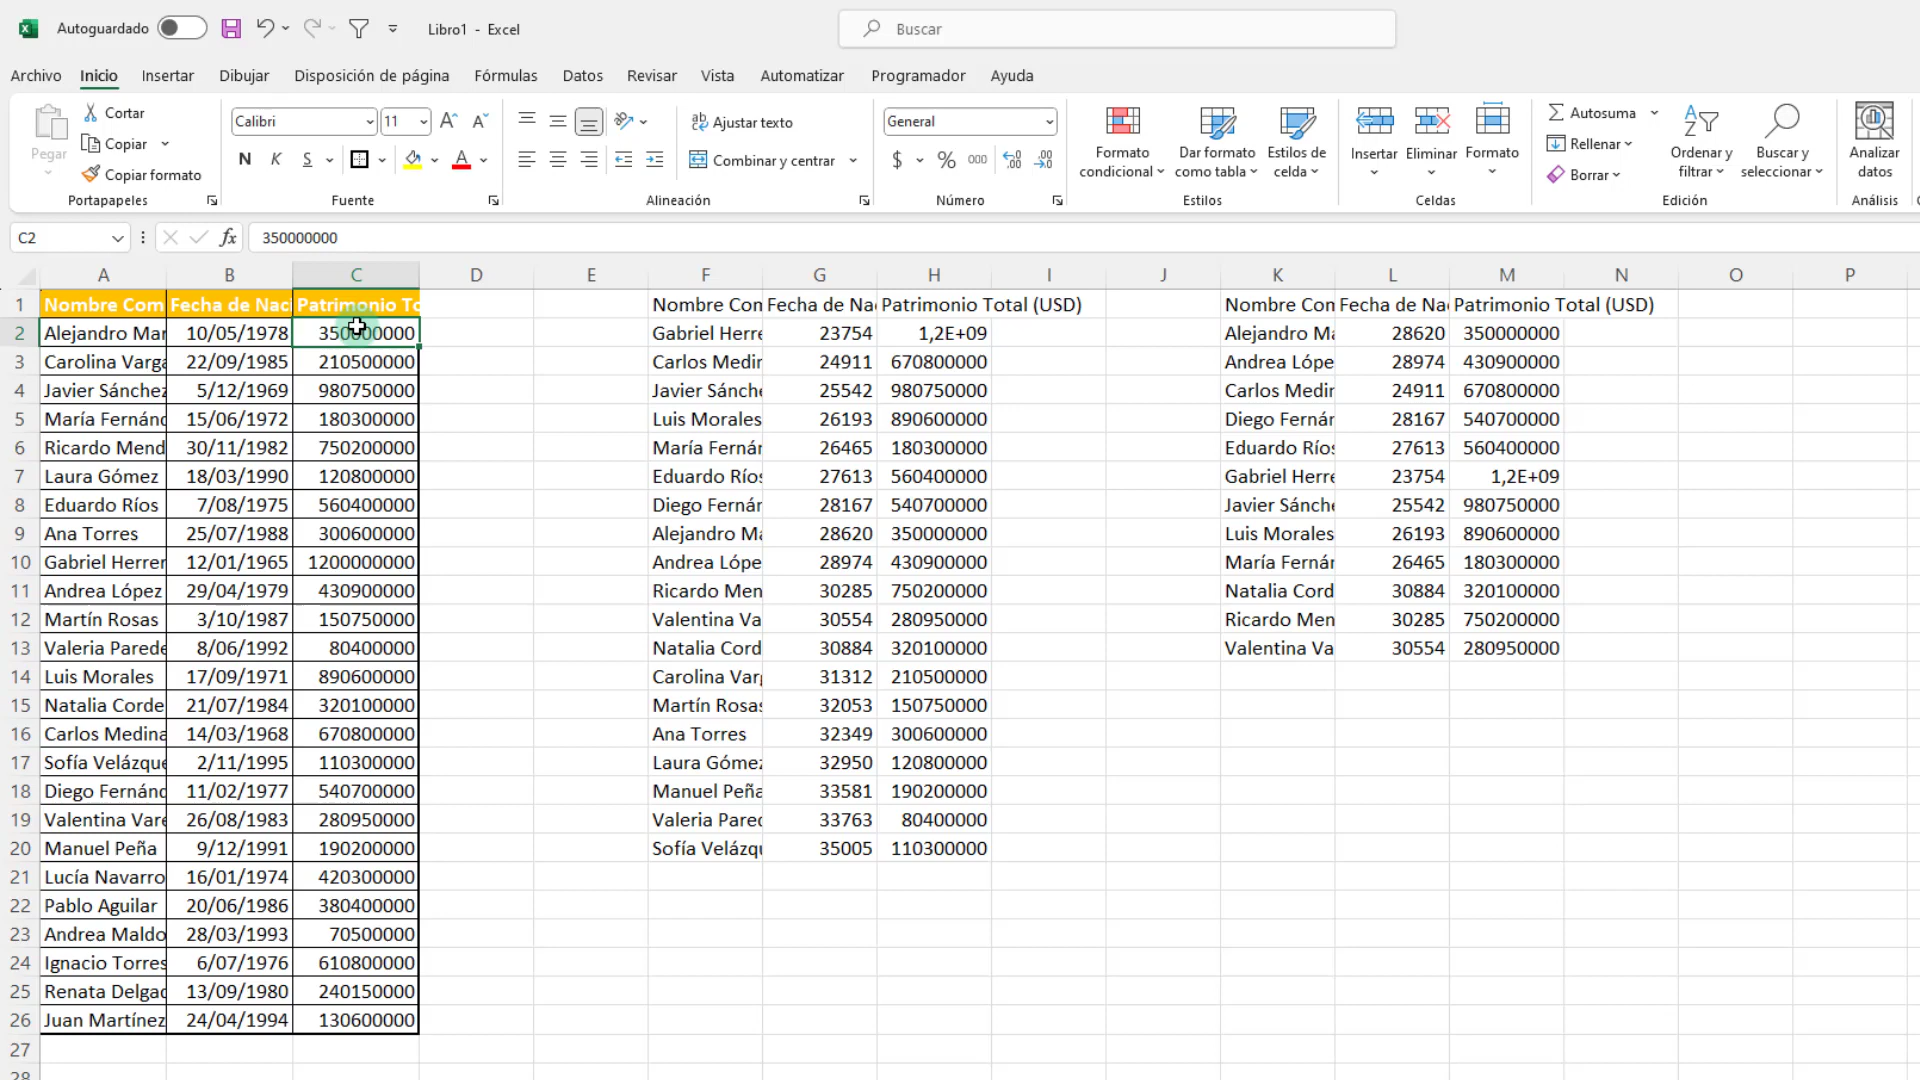 Autoguardado Libro1 - Excel Buscar
Archivo Inicio Insertar Dibujar Disposición de página Fórmulas Datos Revisar Vista Automatizar Programador Ayuda
Pegar Cortar Copiar Copiar formato Portapapeles
Calibri 11 N K S Fuente
Ajustar texto Combinar y centrar Alineación
General $ % 000 Número
Formato condicional Dar formato como tabla Estilos de celda Estilos
Insertar Eliminar Formato Celdas
Autosuma Rellenar Borrar Ordenar y filtrar Buscar y seleccionar Edición
Analizar datos Análisis
C2 fx 350000000
A B C D E F G H I J K L M N O P
1 Nombre Com Fecha de Naci Patrimonio To Nombre Con Fecha de Na Patrimonio Total (USD) Nombre Con Fecha de Na Patrimonio Total (USD)
2 Alejandro Mar 10/05/1978 350000000 Gabriel Herre 23754 1,2E+09 Alejandro Ma 28620 350000000
3 Carolina Varga 22/09/1985 210500000 Carlos Medin 24911 670800000 Andrea Lópe 28974 430900000
4 Javier Sánchez 5/12/1969 980750000 Javier Sánche 25542 980750000 Carlos Medin 24911 670800000
5 María Fernánd 15/06/1972 180300000 Luis Morales 26193 890600000 Diego Fernár 28167 540700000
6 Ricardo Mend 30/11/1982 750200000 María Fernár 26465 180300000 Eduardo Ríos 27613 560400000
7 Laura Gómez 18/03/1990 120800000 Eduardo Ríos 27613 560400000 Gabriel Herre 23754 1,2E+09
8 Eduardo Ríos 7/08/1975 560400000 Diego Fernár 28167 540700000 Javier Sánche 25542 980750000
9 Ana Torres 25/07/1988 300600000 Alejandro Ma 28620 350000000 Luis Morales 26193 890600000
10 Gabriel Herrer 12/01/1965 1200000000 Andrea Lópe 28974 430900000 María Fernár 26465 180300000
11 Andrea López 29/04/1979 430900000 Ricardo Men 30285 750200000 Natalia Cord 30884 320100000
12 Martín Rosas 3/10/1987 150750000 Valentina Va 30554 280950000 Ricardo Men 30285 750200000
13 Valeria Parede 8/06/1992 80400000 Natalia Cord 30884 320100000 Valentina Va 30554 280950000
14 Luis Morales 17/09/1971 890600000 Carolina Varg 31312 210500000
15 Natalia Corde 21/07/1984 320100000 Martín Rosas 32053 150750000
16 Carlos Medina 14/03/1968 670800000 Ana Torres 32349 300600000
17 Sofía Velázque 2/11/1995 110300000 Laura Gómez 32950 120800000
18 Diego Fernánd 11/02/1977 540700000 Manuel Peña 33581 190200000
19 Valentina Vare 26/08/1983 280950000 Valeria Pared 33763 80400000
20 Manuel Peña 9/12/1991 190200000 Sofía Velázqu 35005 110300000
21 Lucía Navarro 16/01/1974 420300000
22 Pablo Aguilar 20/06/1986 380400000
23 Andrea Maldo 28/03/1993 70500000
24 Ignacio Torres 6/07/1976 610800000
25 Renata Delgad 13/09/1980 240150000
26 Juan Martínez 24/04/1994 130600000
27
28